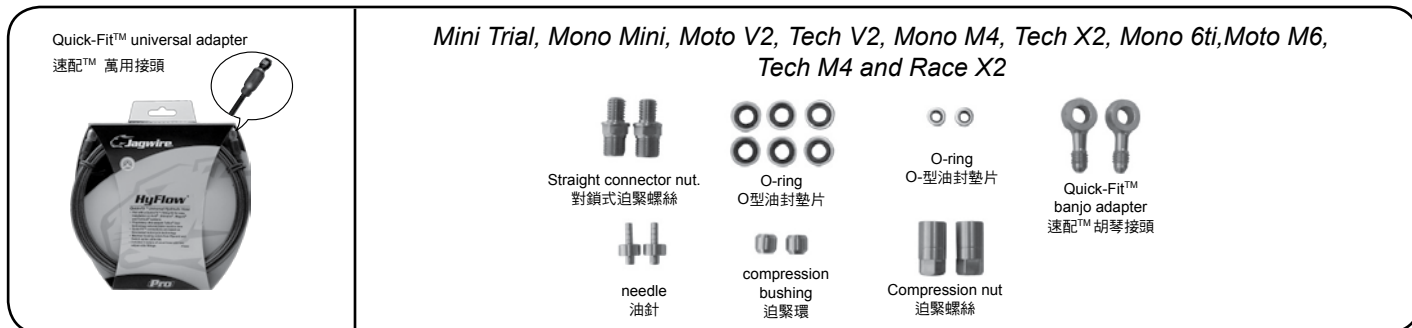 Quick-Fit™ universal adapter
速配™ 萬用接頭
Jagwire
HyFlow
Pro
Mini Trial, Mono Mini, Moto V2, Tech V2, Mono M4, Tech X2, Mono 6ti,Moto M6,
Tech M4 and Race X2
Straight connector nut.
對鎖式迫緊螺絲
O-ring
O型油封墊片
O-ring
O-型油封墊片
Quick-Fit™
banjo adapter
速配™ 胡琴接頭
needle
油針
compression
bushing
迫緊環
Compression nut
迫緊螺絲